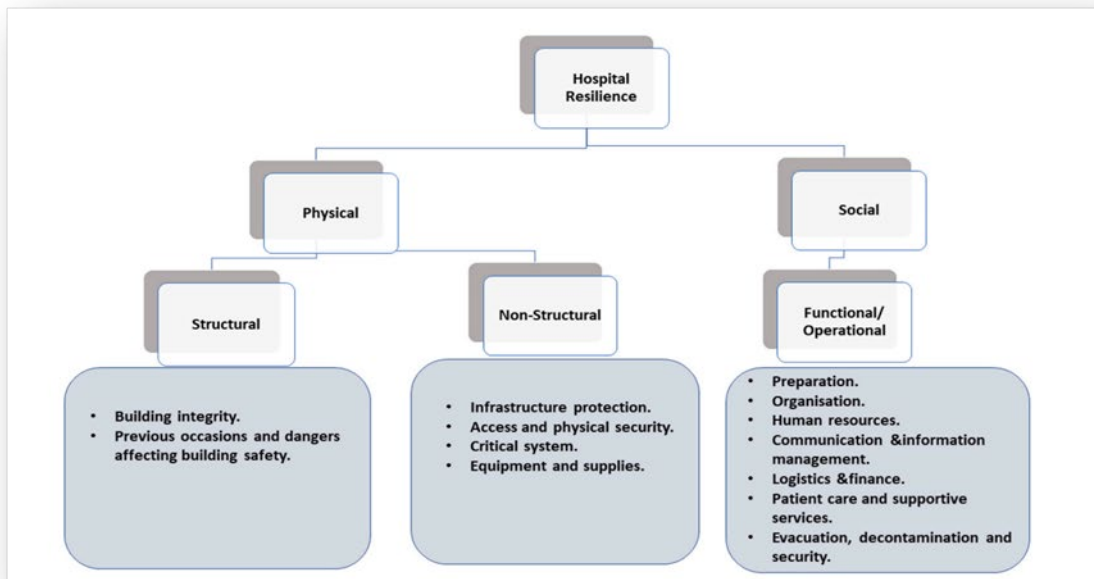 Hospital
Resilience
Physical
Social
Structural
Non-Structural
Functional/
Operational
• Building integrity.
• Previous occasions and dangers
affecting building safety.
• Infrastructure protection.
• Access and physical security.
• Critical system.
• Equipment and supplies.
• Preparation.
• Organisation.
• Human resources.
• Communication &information
management.
• Logistics &finance.
• Patient care and supportive
services.
• Evacuation, decontamination and
security.